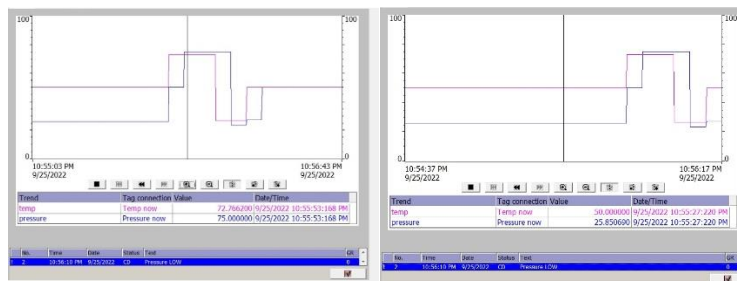 100
100
0
0
10:55:03 PM
9/25/2022
10:56:43 PM
9/25/2022
Trend Tag connection Value Date/Time
temp Temp now 72.766200 9/25/2022 10:55:53:168 PM
pressure Pressure now 75.000000 9/25/2022 10:55:53:168 PM
No. Time Date Status Text GR
2 10:56:10 PM 9/25/2022 CD Pressure LOW 0
100
100
0
0
10:54:37 PM
9/25/2022
10:56:17 PM
9/25/2022
Trend Tag connection Value Date/Time
temp Temp now 50.000000 9/25/2022 10:55:27:220 PM
pressure Pressure now 25.850690 9/25/2022 10:55:27:220 PM
No. Time Date Status Text GR
2 10:56:10 PM 9/25/2022 CD Pressure LOW 0